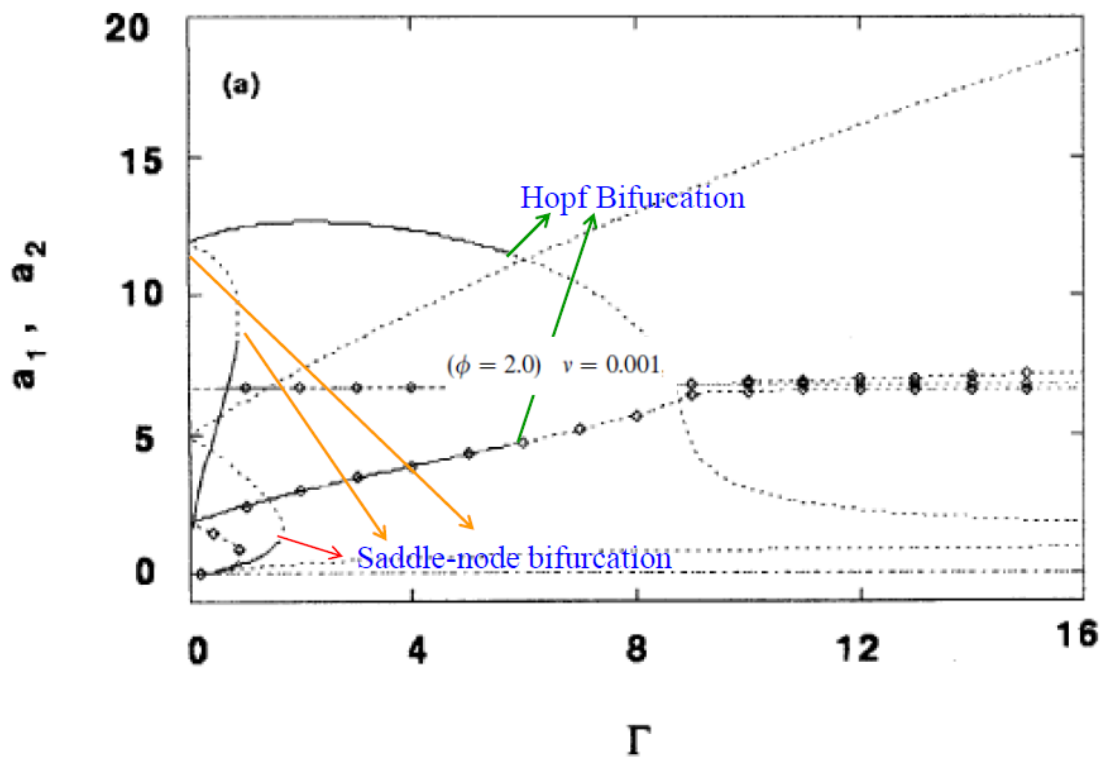 20
(a)
15
Hopf Bifurcation
10
a1 , a2
(ϕ = 2.0) ν = 0.001,
5
Saddle-node bifurcation
0
0 4 8 12 16
Γ